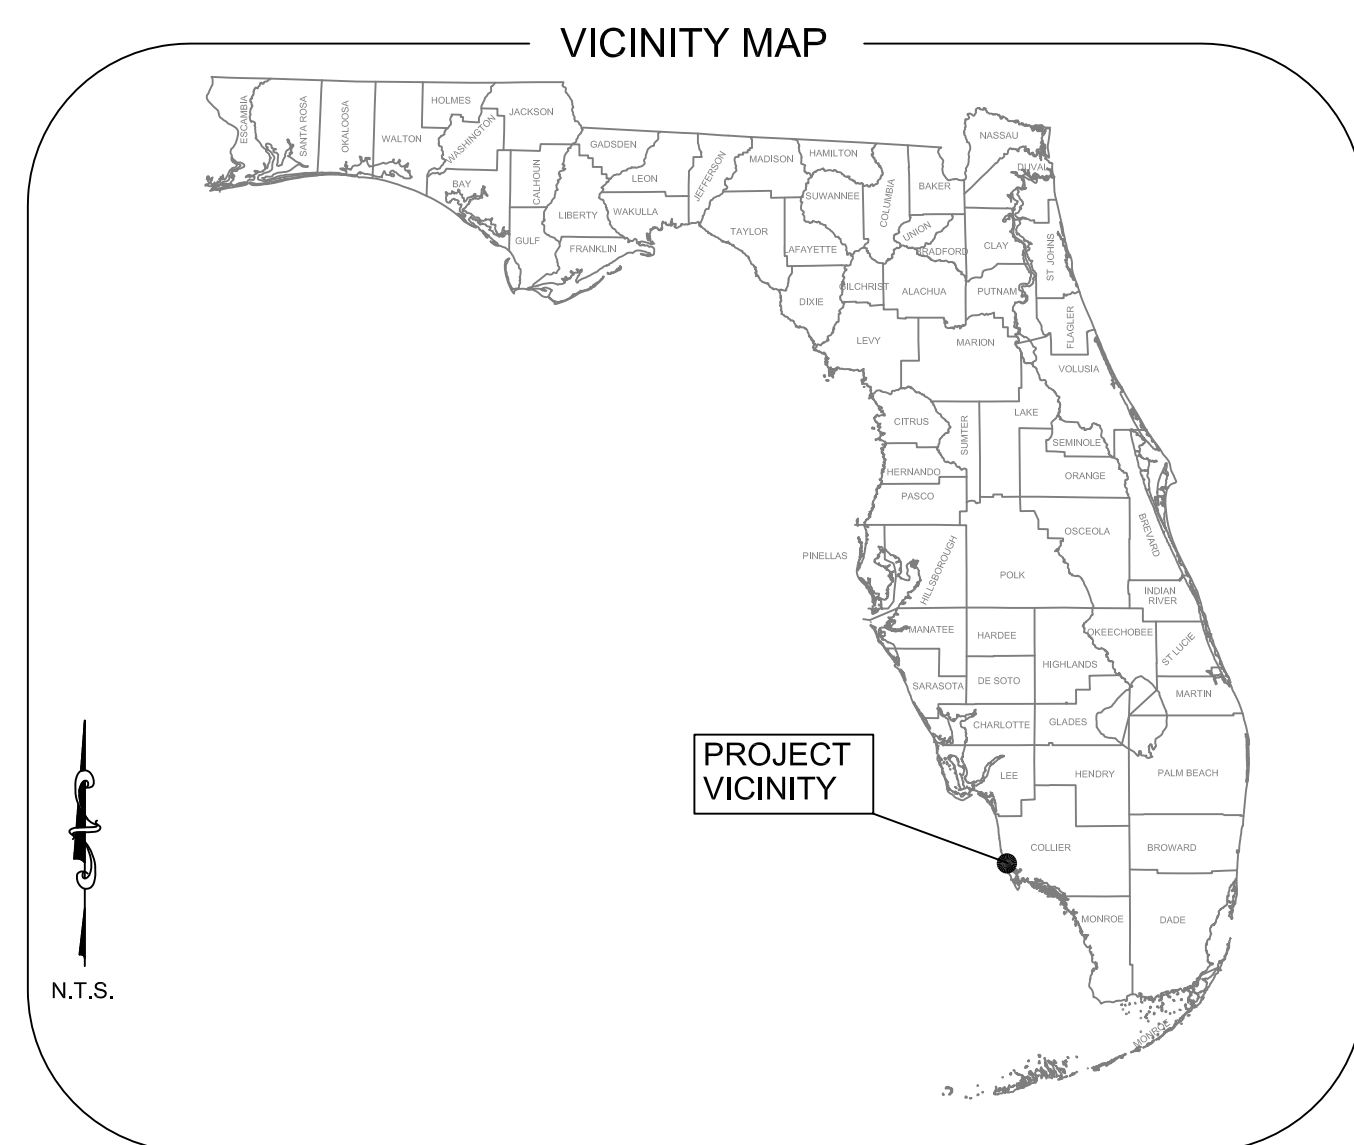 VICINITY MAP
ESCAMBIA
SANTA ROSA
OKALOOSA
WALTON
HOLMES
WASHINGTON
JACKSON
BAY
CALHOUN
GULF
GADSDEN
LIBERTY
FRANKLIN
LEON
WAKULLA
JEFFERSON
MADISON
TAYLOR
HAMILTON
SUWANNEE
LAFAYETTE
DIXIE
COLUMBIA
GILCHRIST
LEVY
BAKER
UNION
BRADFORD
ALACHUA
NASSAU
DUVAL
CLAY
ST JOHNS
PUTNAM
FLAGLER
MARION
VOLUSIA
CITRUS
SUMTER
LAKE
SEMINOLE
HERNANDO
ORANGE
PASCO
OSCEOLA
BREVARD
PINELLAS
HILLSBOROUGH
POLK
INDIAN
RIVER
MANATEE
HARDEE
OKEECHOBEE
ST LUCIE
HIGHLANDS
SARASOTA
DE SOTO
MARTIN
CHARLOTTE
GLADES
PROJECT
VICINITY
LEE
HENDRY
PALM BEACH
COLLIER
BROWARD
MONROE
DADE
MONROE
N.T.S.